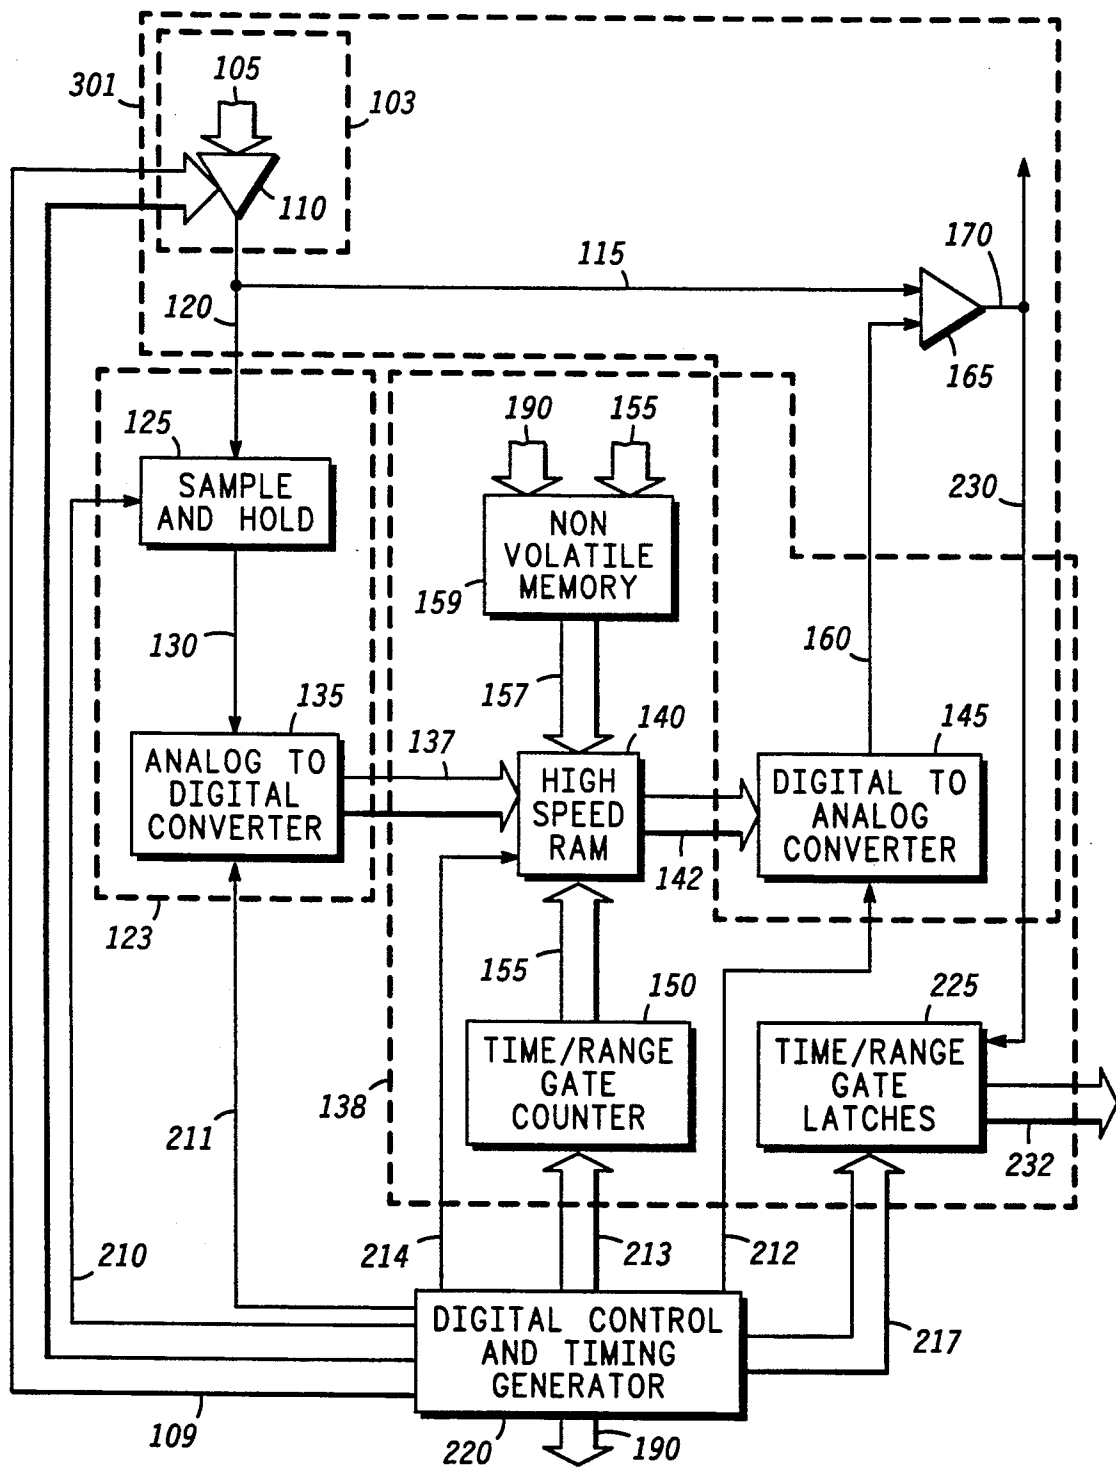 105
301
103
110
115
170
120
165
190
155
125
SAMPLE
AND HOLD
NON
VOLATILE
MEMORY
230
159
130
160
157
135
137
140
145
ANALOG TO
DIGITAL
CONVERTER
HIGH
SPEED
RAM
DIGITAL TO
ANALOG
CONVERTER
142
123
155
150
225
TIME/RANGE
GATE
COUNTER
TIME/RANGE
GATE
LATCHES
138
211
232
210
214
213
212
217
DIGITAL CONTROL
AND TIMING
GENERATOR
109
220
190